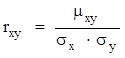 r_xy = μ_xy / (σ_x · σ_y)